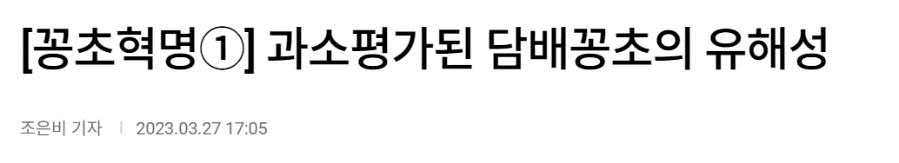 [꽁초혁명①] 과소평가된 담배꽁초의 유해성
조은비 기자 | 2023.03.27 17:05